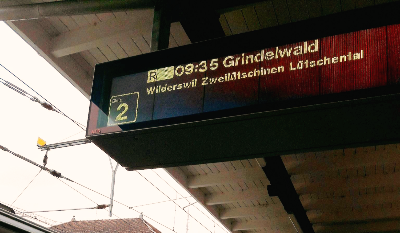 R 09:35 Grindelwald
Wilderswil Zweilütschinen Lütschental
2